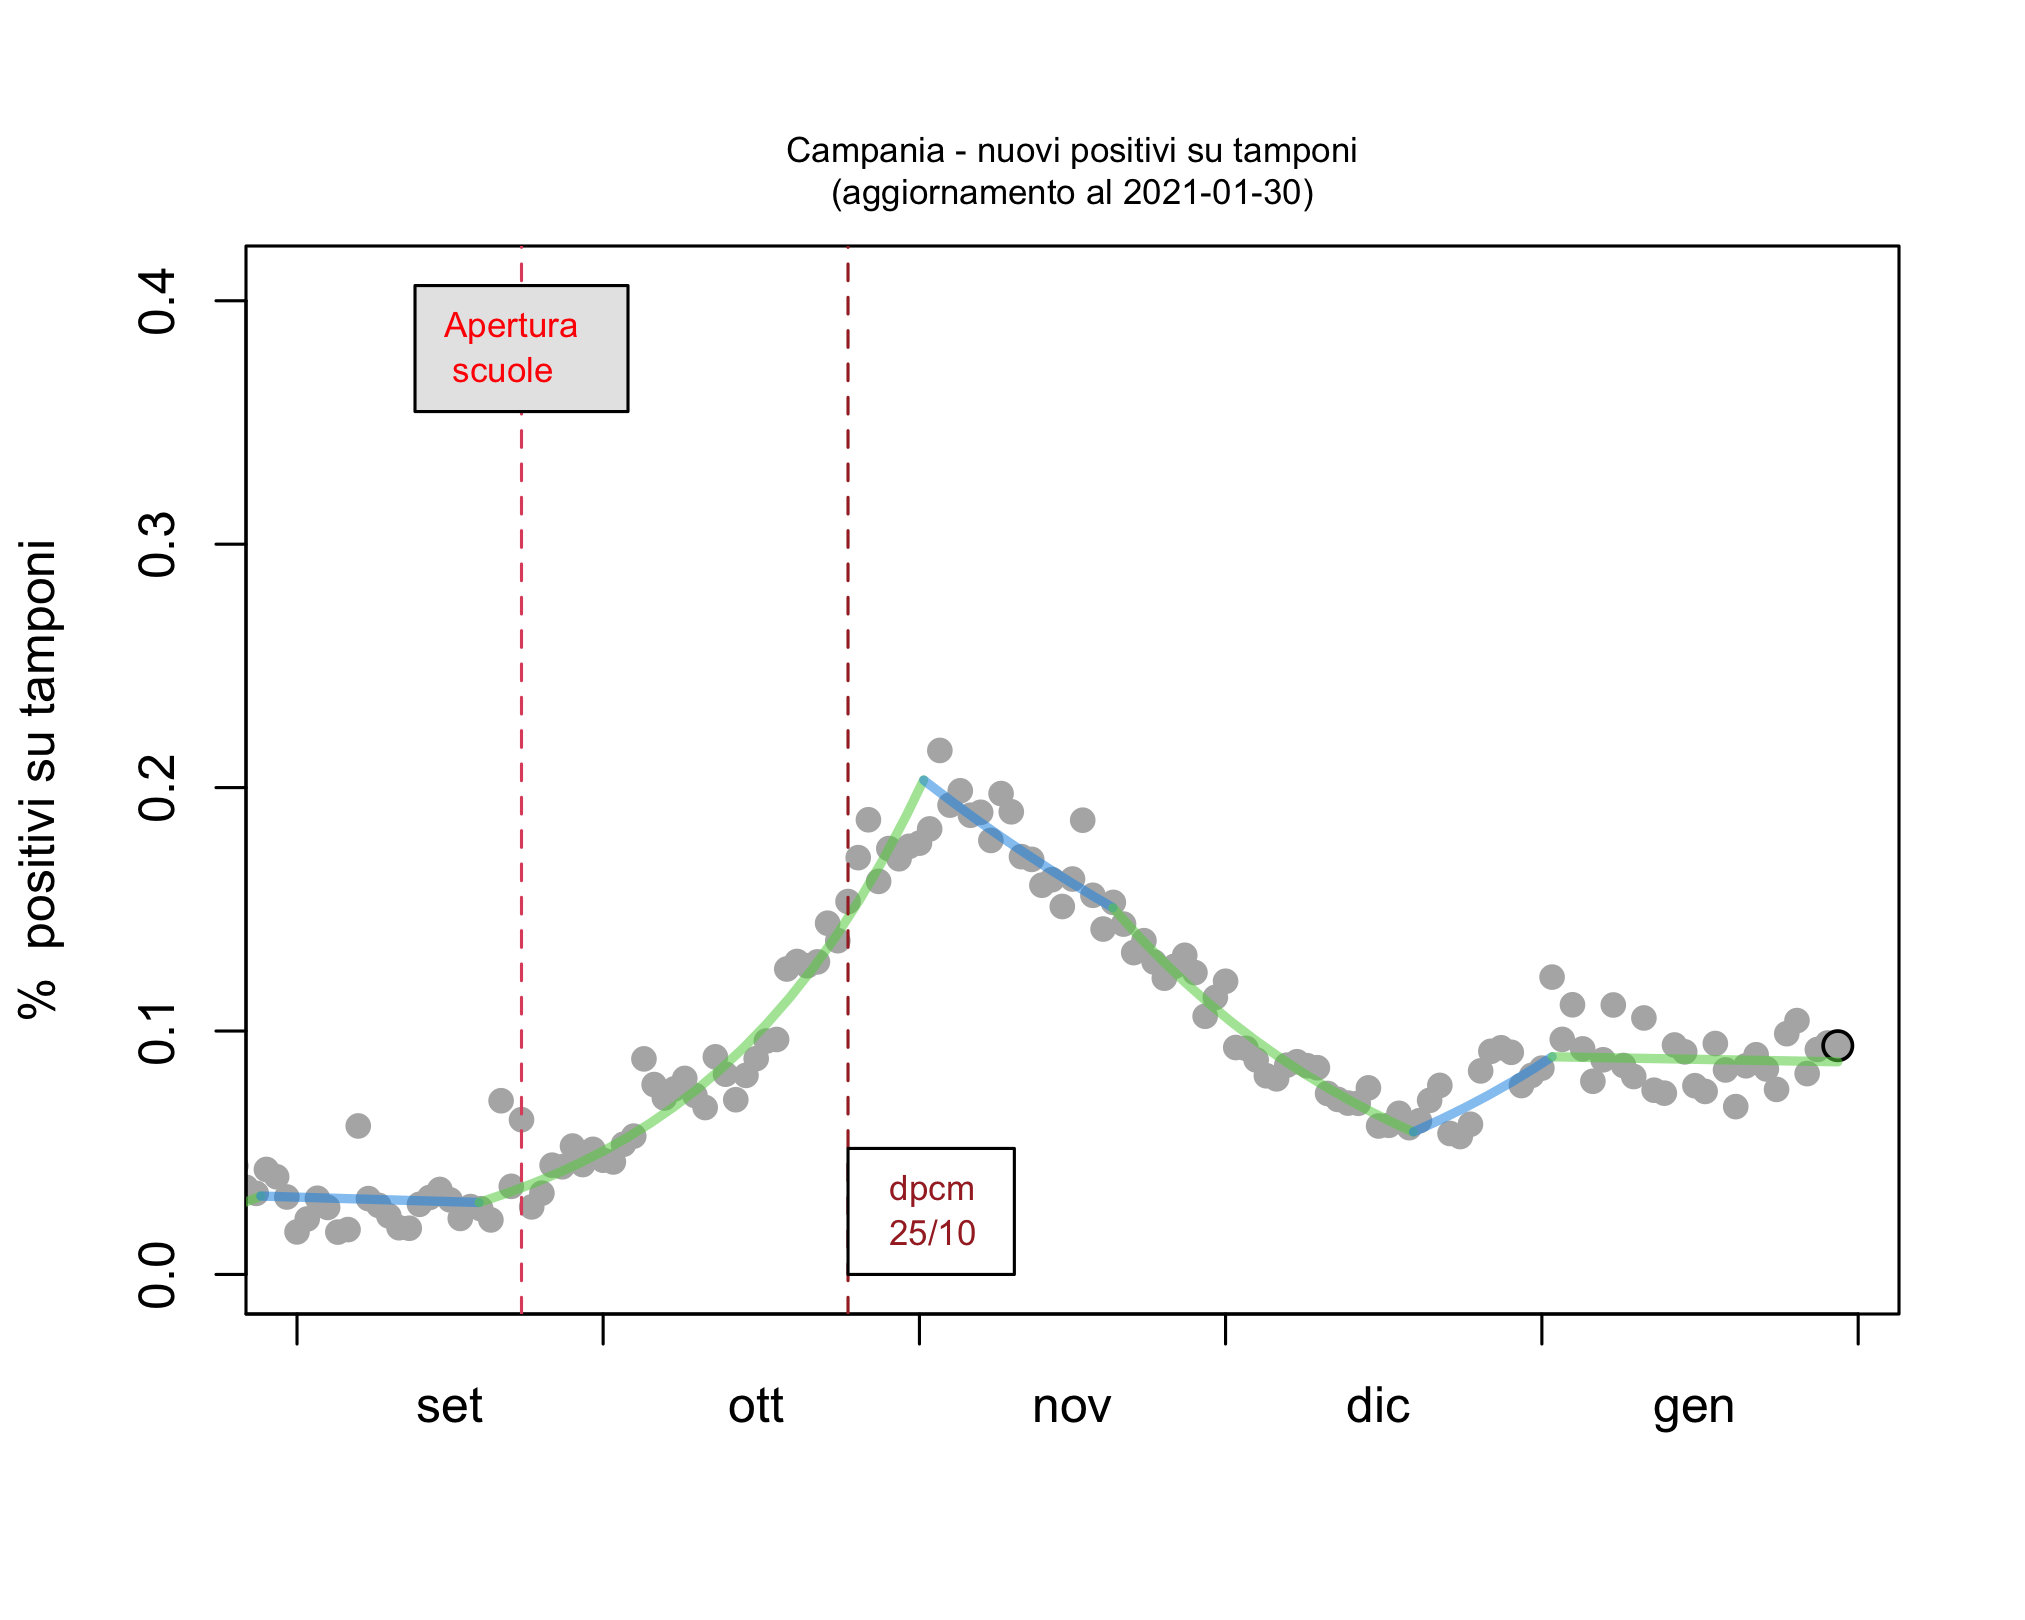 Campania - nuovi positivi su tamponi
(aggiornamento al 2021-01-30)
% positivi su tamponi
0.4
0.3
0.2
0.1
0.0
Apertura
scuole
dpcm
25/10
set
ott
nov
dic
gen